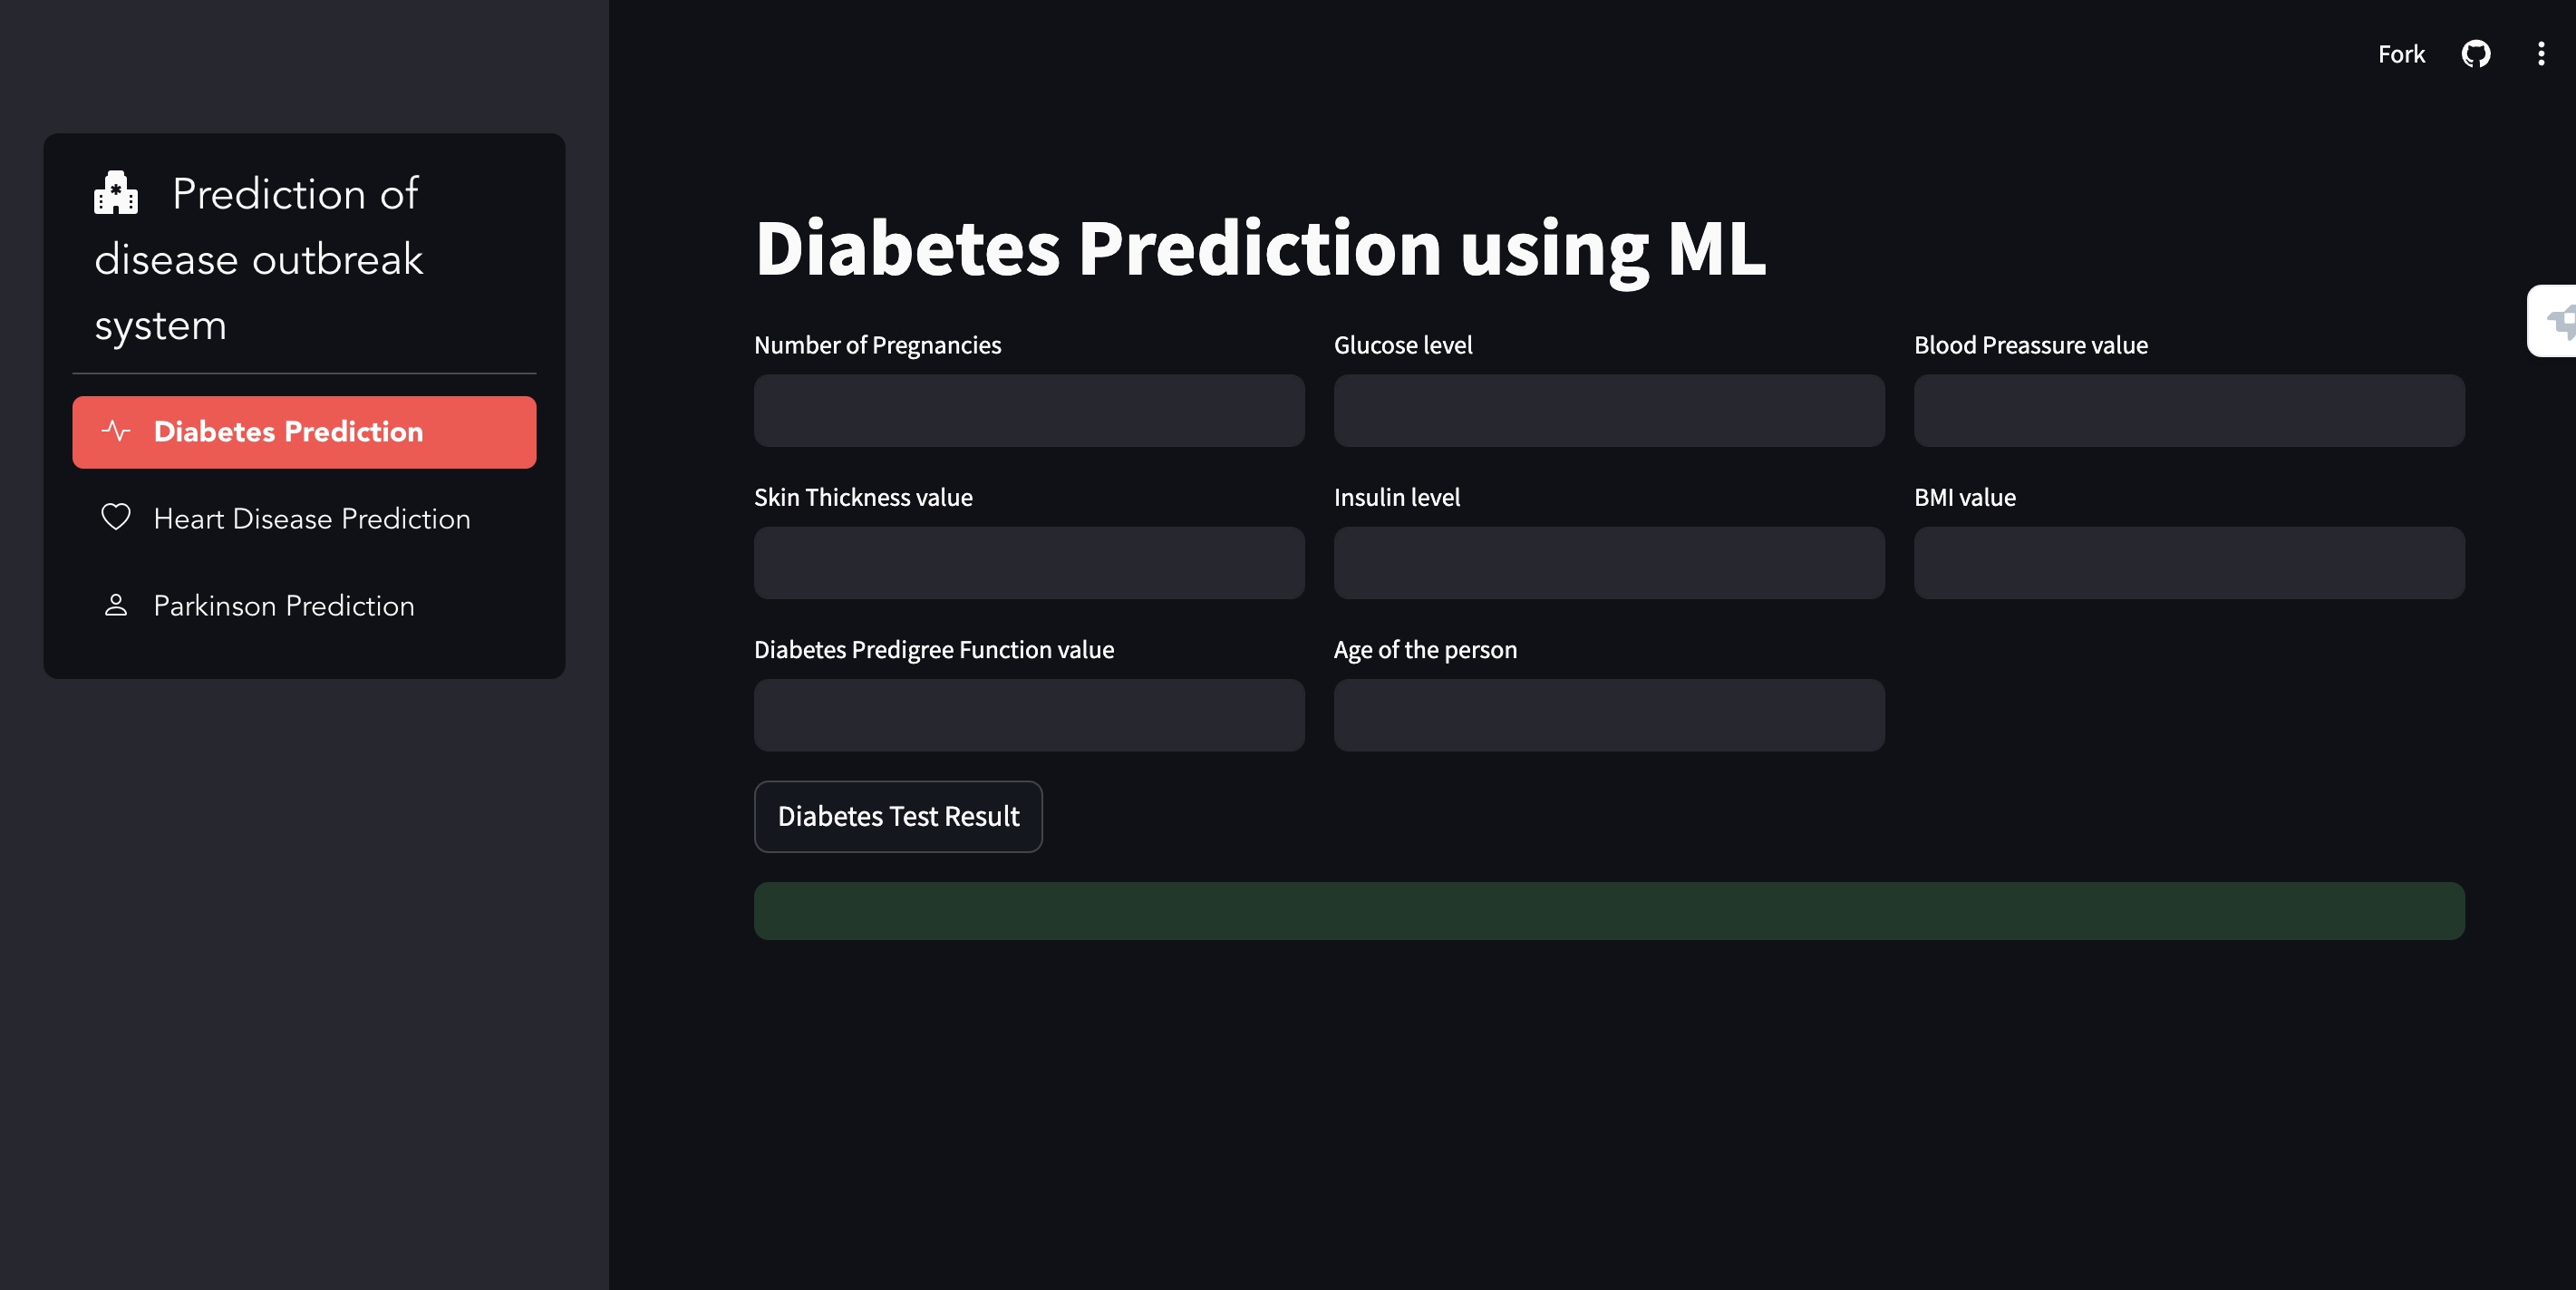 Fork
Prediction of
disease outbreak
system
Diabetes Prediction
Heart Disease Prediction
Parkinson Prediction
Diabetes Prediction using ML
Number of Pregnancies
Glucose level
Blood Preassure value
Skin Thickness value
Insulin level
BMI value
Diabetes Predigree Function value
Age of the person
Diabetes Test Result